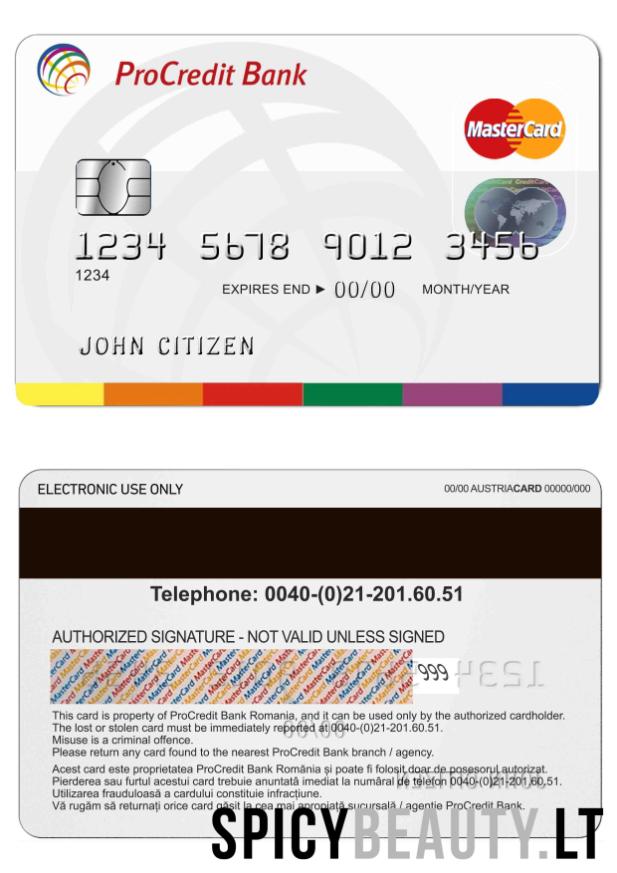 ProCredit Bank
MasterCard
1234 5678 9012 3456
1234
EXPIRES END ► 00/00 MONTH/YEAR
JOHN CITIZEN
ELECTRONIC USE ONLY 00/00 AUSTRIACARD 00000/000
Telephone: 0040-(0)21-201.60.51
AUTHORIZED SIGNATURE - NOT VALID UNLESS SIGNED
MasterCard MasterCard MasterCard 999 1234
This card is property of ProCredit Bank Romania, and it can be used only by the authorized cardholder.
The lost or stolen card must be immediately reported at 0040-(0)21-201.60.51.
Misuse is a criminal offence.
Please return any card found to the nearest ProCredit Bank branch / agency.
Acest card este proprietatea ProCredit Bank România și poate fi folosit doar de posesorul autorizat.
Pierderea sau furtul acestui card trebuie anuntată imediat la numărul de telefon 0040-(0)21-201.60.51.
Utilizarea frauduloasă a cardului constituie infracțiune.
Vă rugăm să returnați orice card găsit la cea mai apropiată sucursală / agenție ProCredit Bank.
SPICYBEAUTY.LT